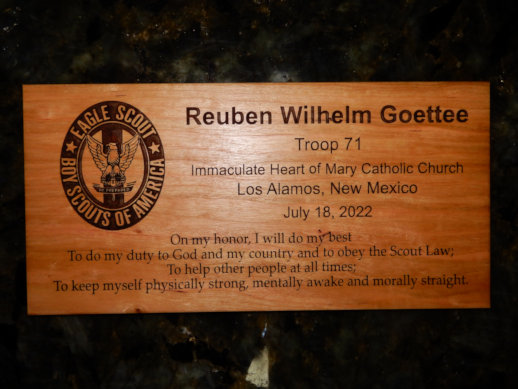 EAGLE SCOUT
BOY SCOUTS OF AMERICA
BE PREPARED
Reuben Wilhelm Goettee
Troop 71
Immaculate Heart of Mary Catholic Church
Los Alamos, New Mexico
July 18, 2022
On my honor, I will do my best
To do my duty to God and my country and to obey the Scout Law;
To help other people at all times;
To keep myself physically strong, mentally awake and morally straight.